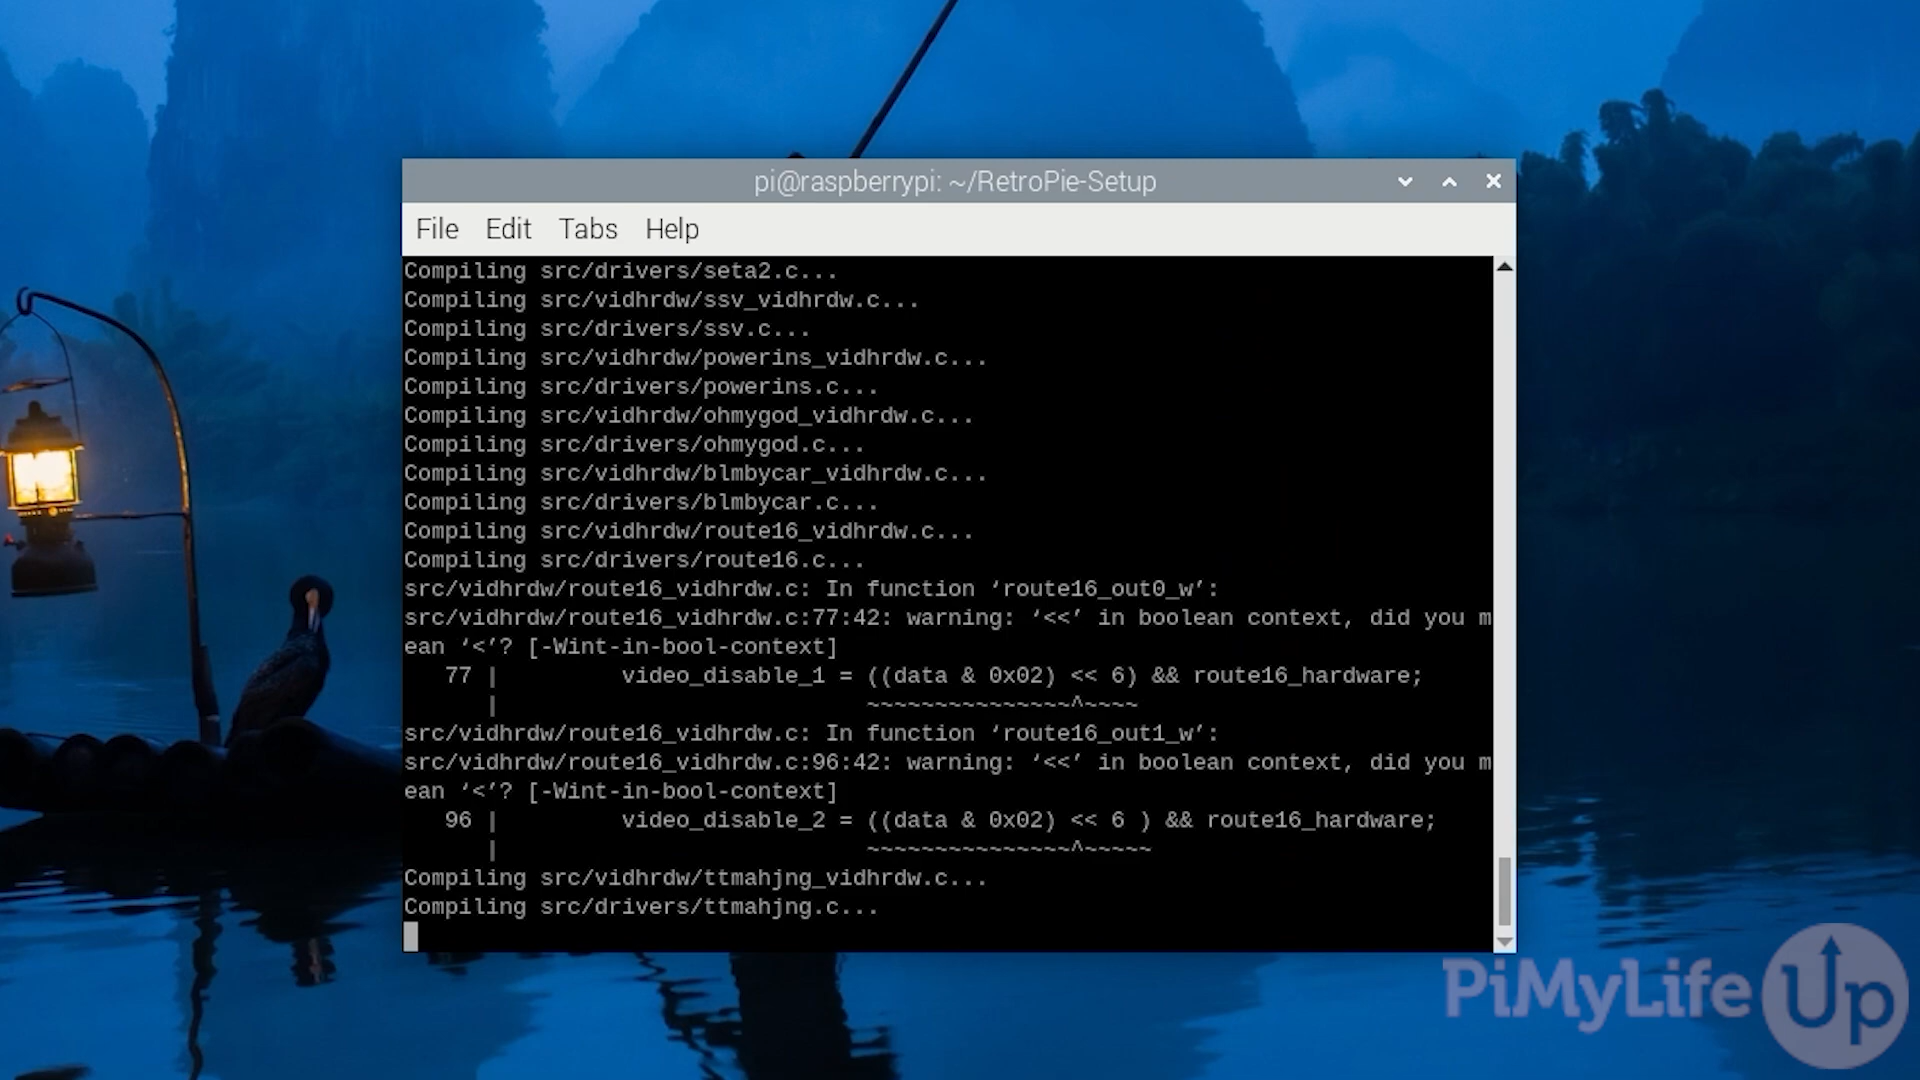 pi@raspberrypi: ~/RetroPie-Setup
File Edit Tabs Help
Compiling src/drivers/seta2.c...
Compiling src/vidhrdw/ssv_vidhrdw.c...
Compiling src/drivers/ssv.c...
Compiling src/vidhrdw/powerins_vidhrdw.c...
Compiling src/drivers/powerins.c...
Compiling src/vidhrdw/ohmygod_vidhrdw.c...
Compiling src/drivers/ohmygod.c...
Compiling src/vidhrdw/blmbycar_vidhrdw.c...
Compiling src/drivers/blmbycar.c...
Compiling src/vidhrdw/route16_vidhrdw.c...
Compiling src/drivers/route16.c...
src/vidhrdw/route16_vidhrdw.c: In function ‘route16_out0_w’:
src/vidhrdw/route16_vidhrdw.c:77:42: warning: ‘<<’ in boolean context, did you m
ean ‘<’? [-Wint-in-bool-context]
   77 |         video_disable_1 = ((data & 0x02) << 6) && route16_hardware;
      |                           ~~~~~~~~~~~~~~~^~~~~
src/vidhrdw/route16_vidhrdw.c: In function ‘route16_out1_w’:
src/vidhrdw/route16_vidhrdw.c:96:42: warning: ‘<<’ in boolean context, did you m
ean ‘<’? [-Wint-in-bool-context]
   96 |         video_disable_2 = ((data & 0x02) << 6 ) && route16_hardware;
      |                           ~~~~~~~~~~~~~~~^~~~~~
Compiling src/vidhrdw/ttmahjng_vidhrdw.c...
Compiling src/drivers/ttmahjng.c...
PiMyLifeUp